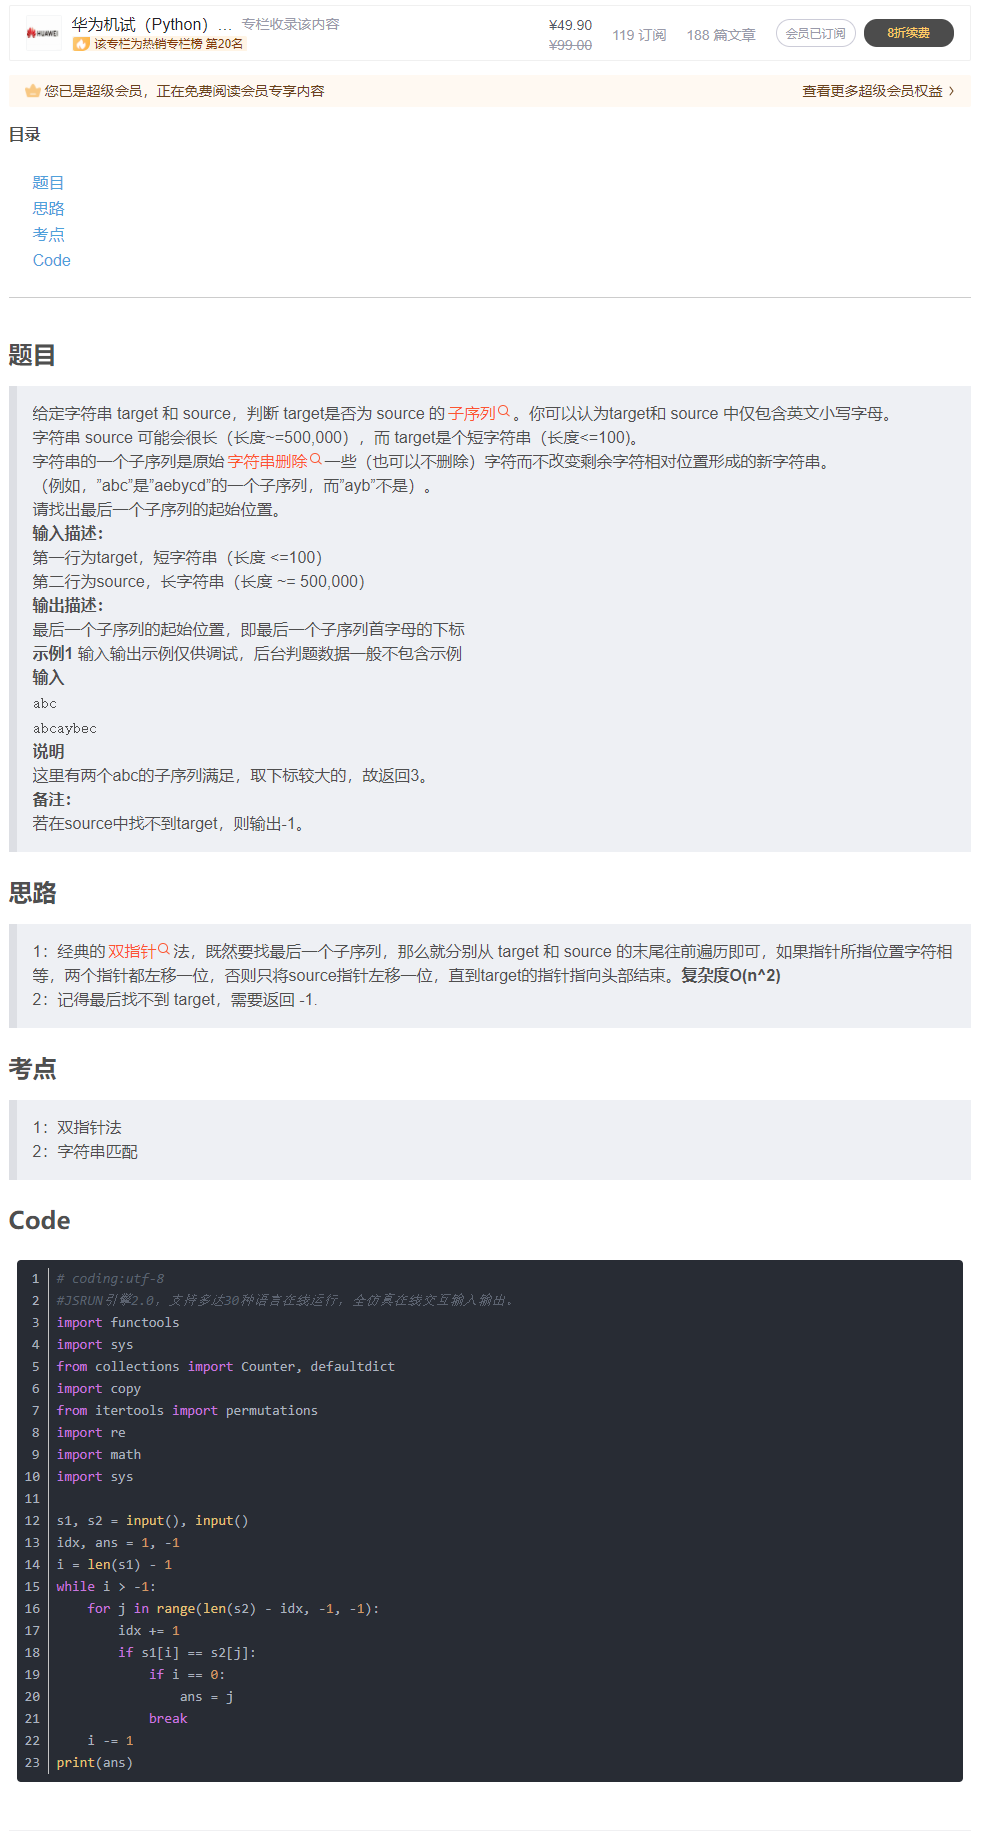 HUAWEI
华为机试（Python）... 专栏收录该内容
该专栏为热销专栏榜 第20名
¥49.90
¥99.00
119 订阅
188 篇文章
会员已订阅
8折续费
您已是超级会员，正在免费阅读会员专享内容
查看更多超级会员权益 >
目录
题目
思路
考点
Code
题目
给定字符串 target 和 source，判断 target是否为 source 的 子序列。你可以认为target和 source 中仅包含英文小写字母。
字符串 source 可能会很长（长度~=500,000），而 target是个短字符串（长度<=100)。
字符串的一个子序列是原始 字符串删除 一些（也可以不删除）字符而不改变剩余字符相对位置形成的新字符串。
（例如，”abc”是”aebycd”的一个子序列，而”ayb”不是）。
请找出最后一个子序列的起始位置。
输入描述：
第一行为target，短字符串（长度 <=100）
第二行为source，长字符串（长度 ~= 500,000）
输出描述：
最后一个子序列的起始位置，即最后一个子序列首字母的下标
示例1 输入输出示例仅供调试，后台判题数据一般不包含示例
输入
abc
abcaybec
说明
这里有两个abc的子序列满足，取下标较大的，故返回3。
备注：
若在source中找不到target，则输出-1。
思路
1：经典的 双指针 法，既然要找最后一个子序列，那么就分别从 target 和 source 的末尾往前遍历即可，如果指针所指位置字符相
等，两个指针都左移一位，否则只将source指针左移一位，直到target的指针指向头部结束。复杂度O(n^2)
2：记得最后找不到 target，需要返回 -1.
考点
1：双指针法
2：字符串匹配
Code
1 # coding:utf-8
2 #JSRUN引擎2.0，支持多达30种语言在线运行，全仿真在线交互输入输出。
3 import functools
4 import sys
5 from collections import Counter, defaultdict
6 import copy
7 from itertools import permutations
8 import re
9 import math
10 import sys
11
12 s1, s2 = input(), input()
13 idx, ans = 1, -1
14 i = len(s1) - 1
15 while i > -1:
16     for j in range(len(s2) - idx, -1, -1):
17         idx += 1
18         if s1[i] == s2[j]:
19             if i == 0:
20                 ans = j
21             break
22     i -= 1
23 print(ans)